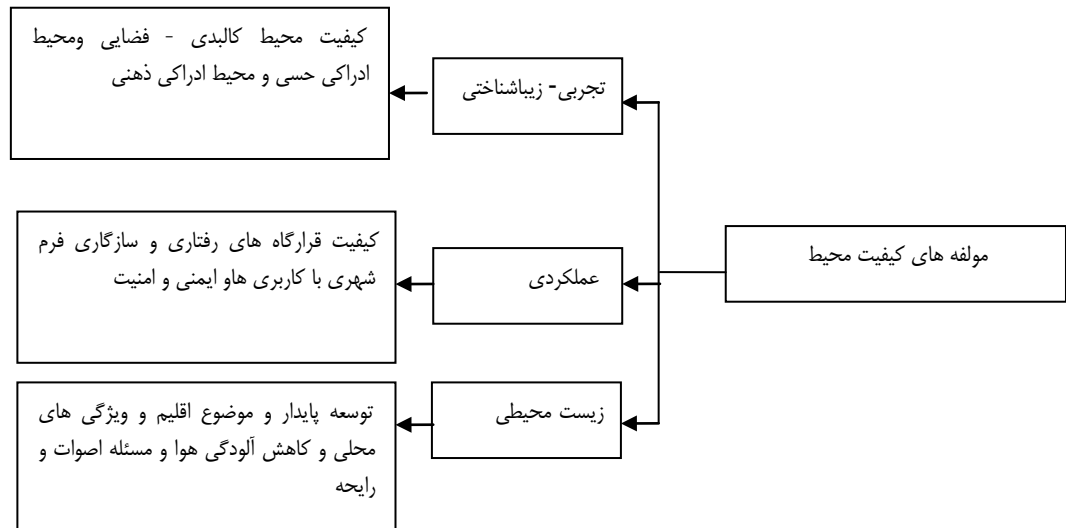 مولفه های کیفیت محیط
تجربی- زیباشناختی
کیفیت محیط کالبدی - فضایی ومحیط
ادراکی حسی و محیط ادراکی ذهنی
عملکردی
کیفیت قرارگاه های رفتاری و سازگاری فرم
شهری با کاربری هاو ایمنی و امنیت
زیست محیطی
توسعه پایدار و موضوع اقلیم و ویژگی های
محلی و کاهش آلودگی هوا و مسئله اصوات و
رایحه